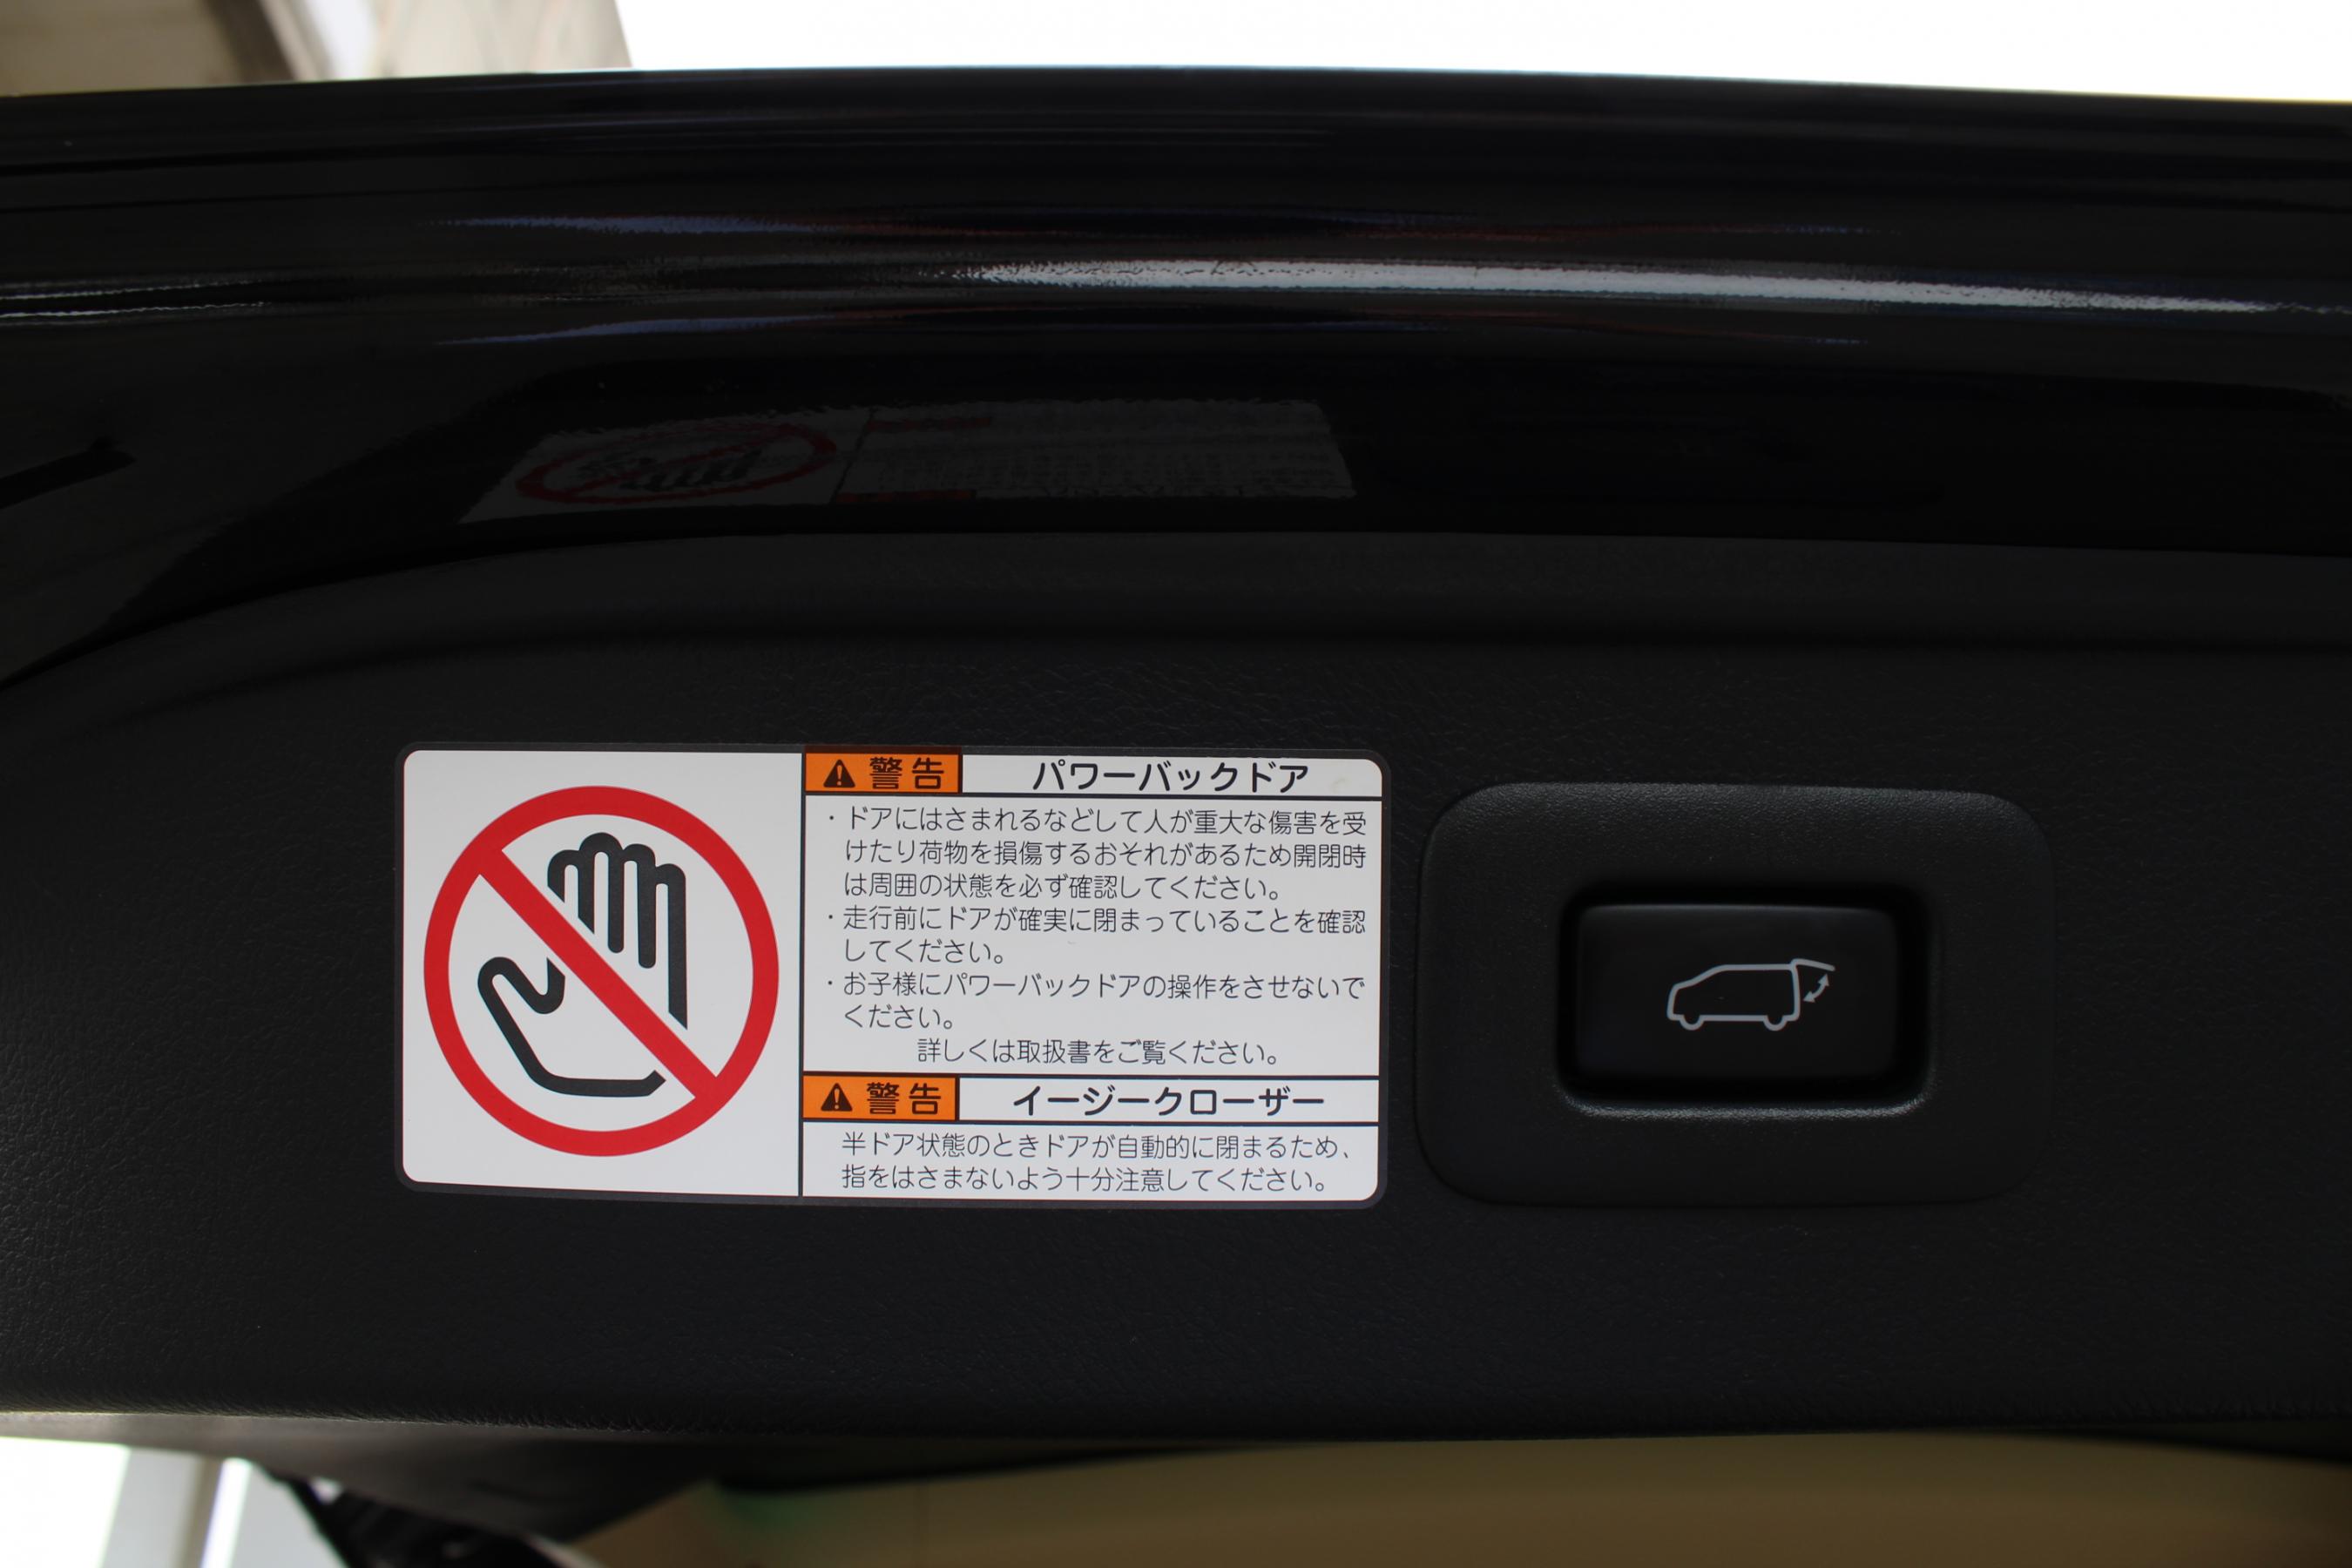 警告 パワーバックドア
・ドアにはさまれるなどして人が重大な傷害を受
けたり荷物を損傷するおそれがあるため開閉時
は周囲の状態を必ず確認してください。
・走行前にドアが確実に閉まっていることを確認
してください。
・お子様にパワーバックドアの操作をさせないで
ください。
詳しくは取扱書をご覧ください。
警告 イージークローザー
半ドア状態のときドアが自動的に閉まるため、
指をはさまないよう十分注意してください。